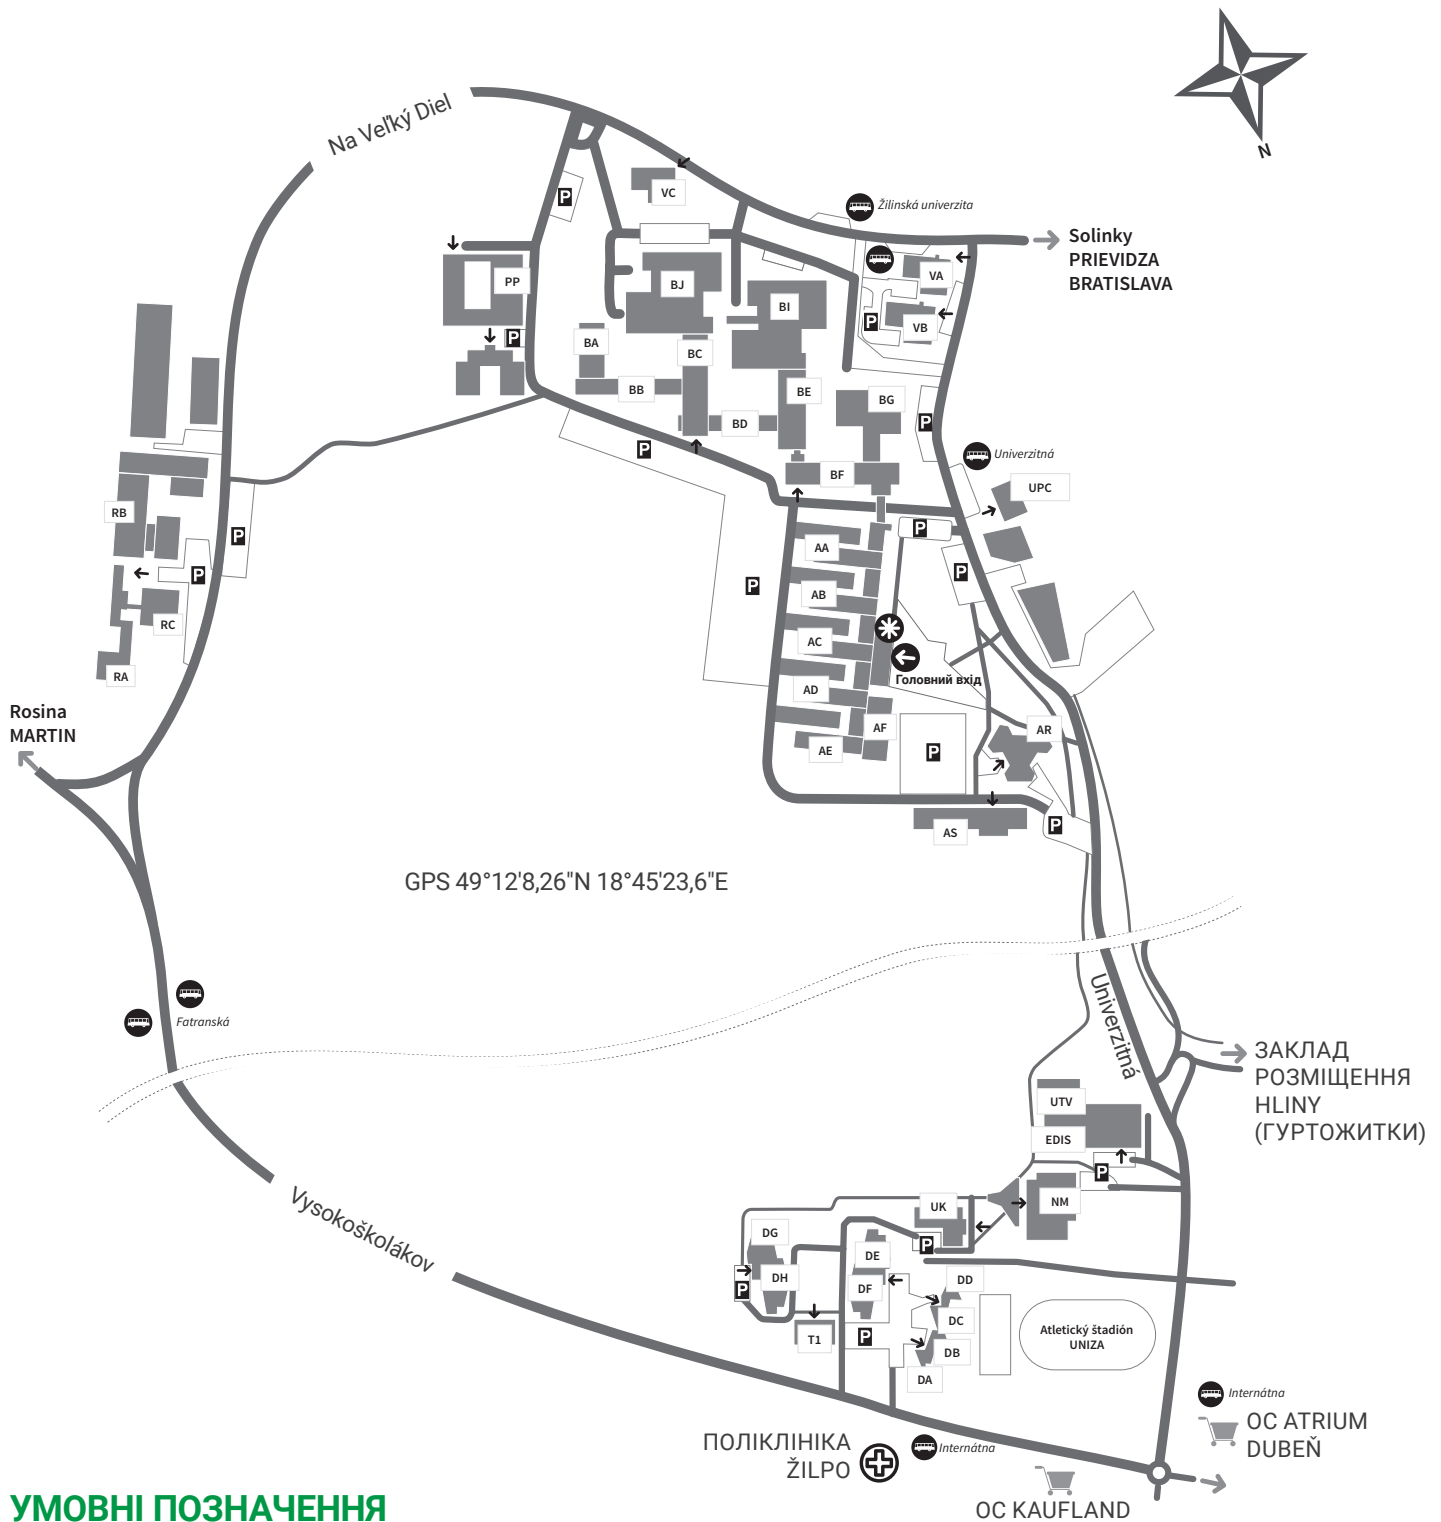 Na Veľký Diel
N
Žilinská univerzita
Solinky
PRIEVIDZA
BRATISLAVA
P
VC
VA
VB
P
PP
P
BJ
BI
BA
BC
BB
BE
BD
BG
P
P
BF
Univerzitná
UPC
RB
P
P
RC
RA
AA
P
AB
P
P
AC
Головний вхід
AD
AF
AE
P
AR
AS
P
Rosina
MARTIN
GPS 49°12'8,26"N 18°45'23,6"E
Fatranská
Univerzitná
ЗАКЛАД
РОЗМІЩЕННЯ
HLINY
(ГУРТОЖИТКИ)
UTV
EDIS
P
NM
UK
P
Vysokoškolákov
DG
DH
P
DE
DF
DD
DC
T1
P
DB
DA
Atletický štadión
UNIZA
Internátna
OC ATRIUM
DUBEŇ
ПОЛІКЛІНІКА
ŽILPO
Internátna
OC KAUFLAND
УМОВНІ ПОЗНАЧЕННЯ